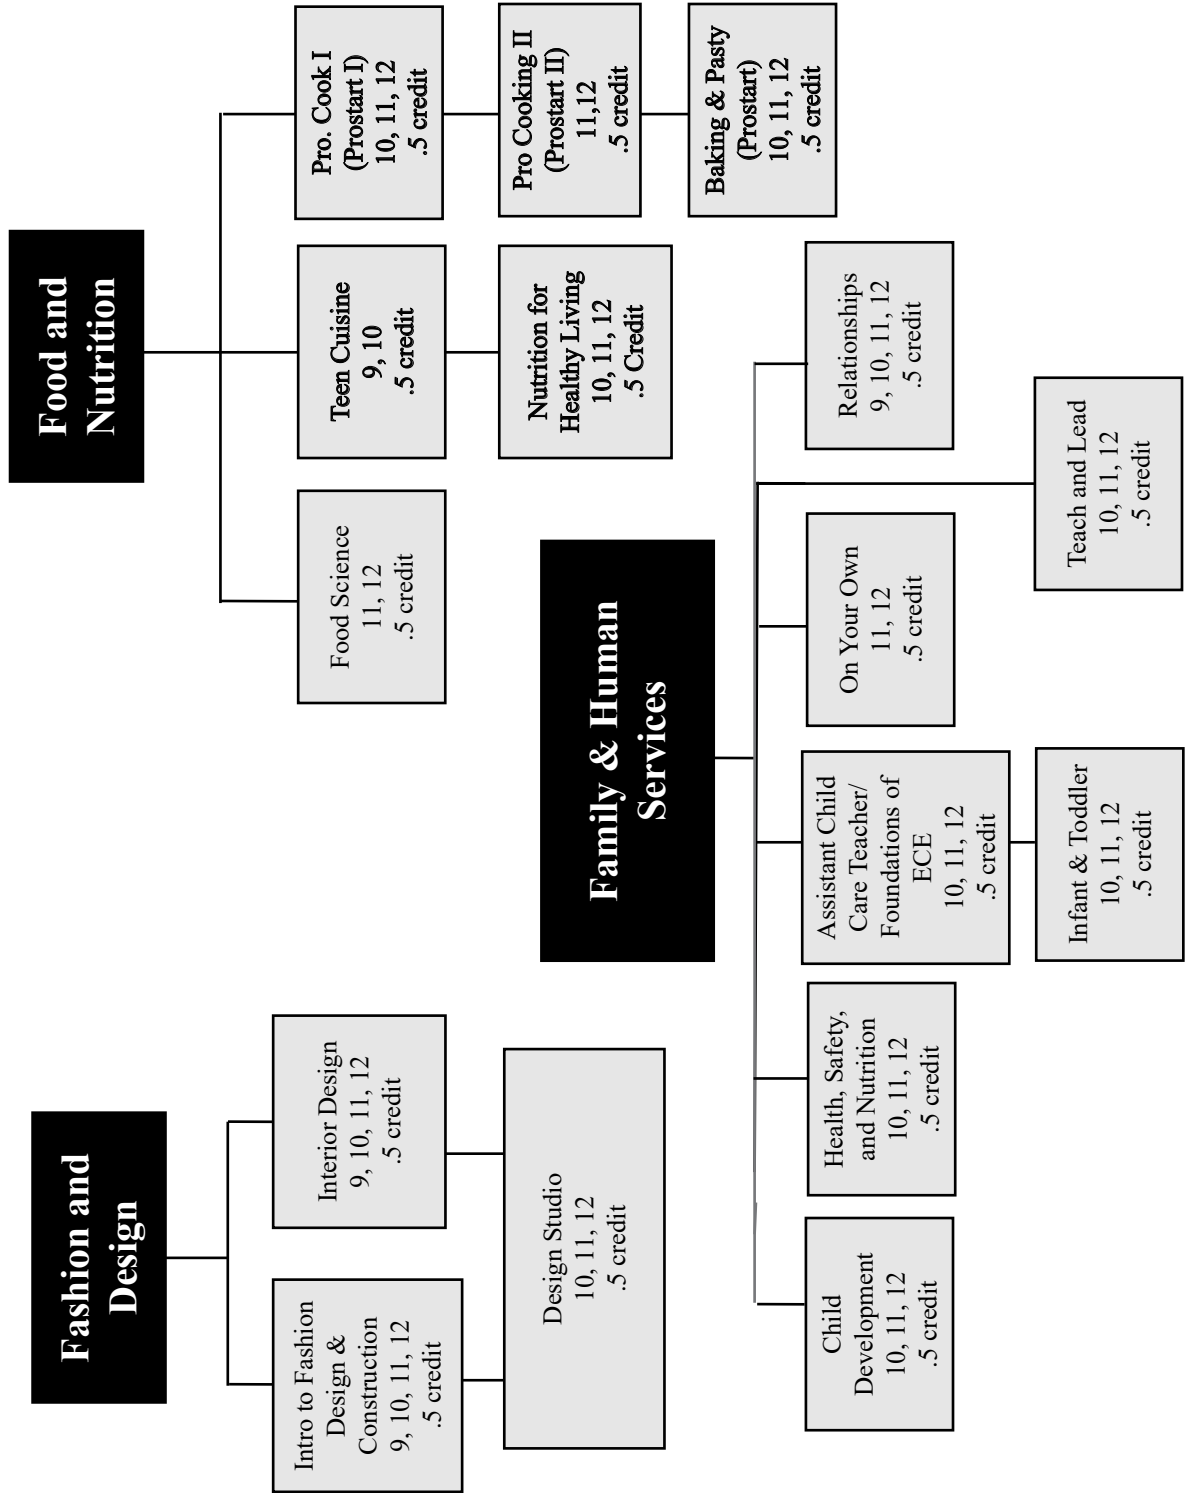 Fashion and
Design
Intro to Fashion
Design &
Construction
9, 10, 11, 12
.5 credit
Interior Design
9, 10, 11, 12
.5 credit
Design Studio
10, 11, 12
.5 credit
Food and
Nutrition
Food Science
11, 12
.5 credit
Teen Cuisine
9, 10
.5 credit
Nutrition for
Healthy Living
10, 11, 12
.5 Credit
Pro. Cook I
(Prostart I)
10, 11, 12
.5 credit
Pro Cooking II
(Prostart II)
11,12
.5 credit
Baking & Pasty
(Prostart)
10, 11, 12
.5 credit
Family & Human
Services
Child
Development
10, 11, 12
.5 credit
Health, Safety,
and Nutrition
10, 11, 12
.5 credit
Assistant Child
Care Teacher/
Foundations of
ECE
10, 11, 12
.5 credit
Infant & Toddler
10, 11, 12
.5 credit
On Your Own
11, 12
.5 credit
Teach and Lead
10, 11, 12
.5 credit
Relationships
9, 10, 11, 12
.5 credit